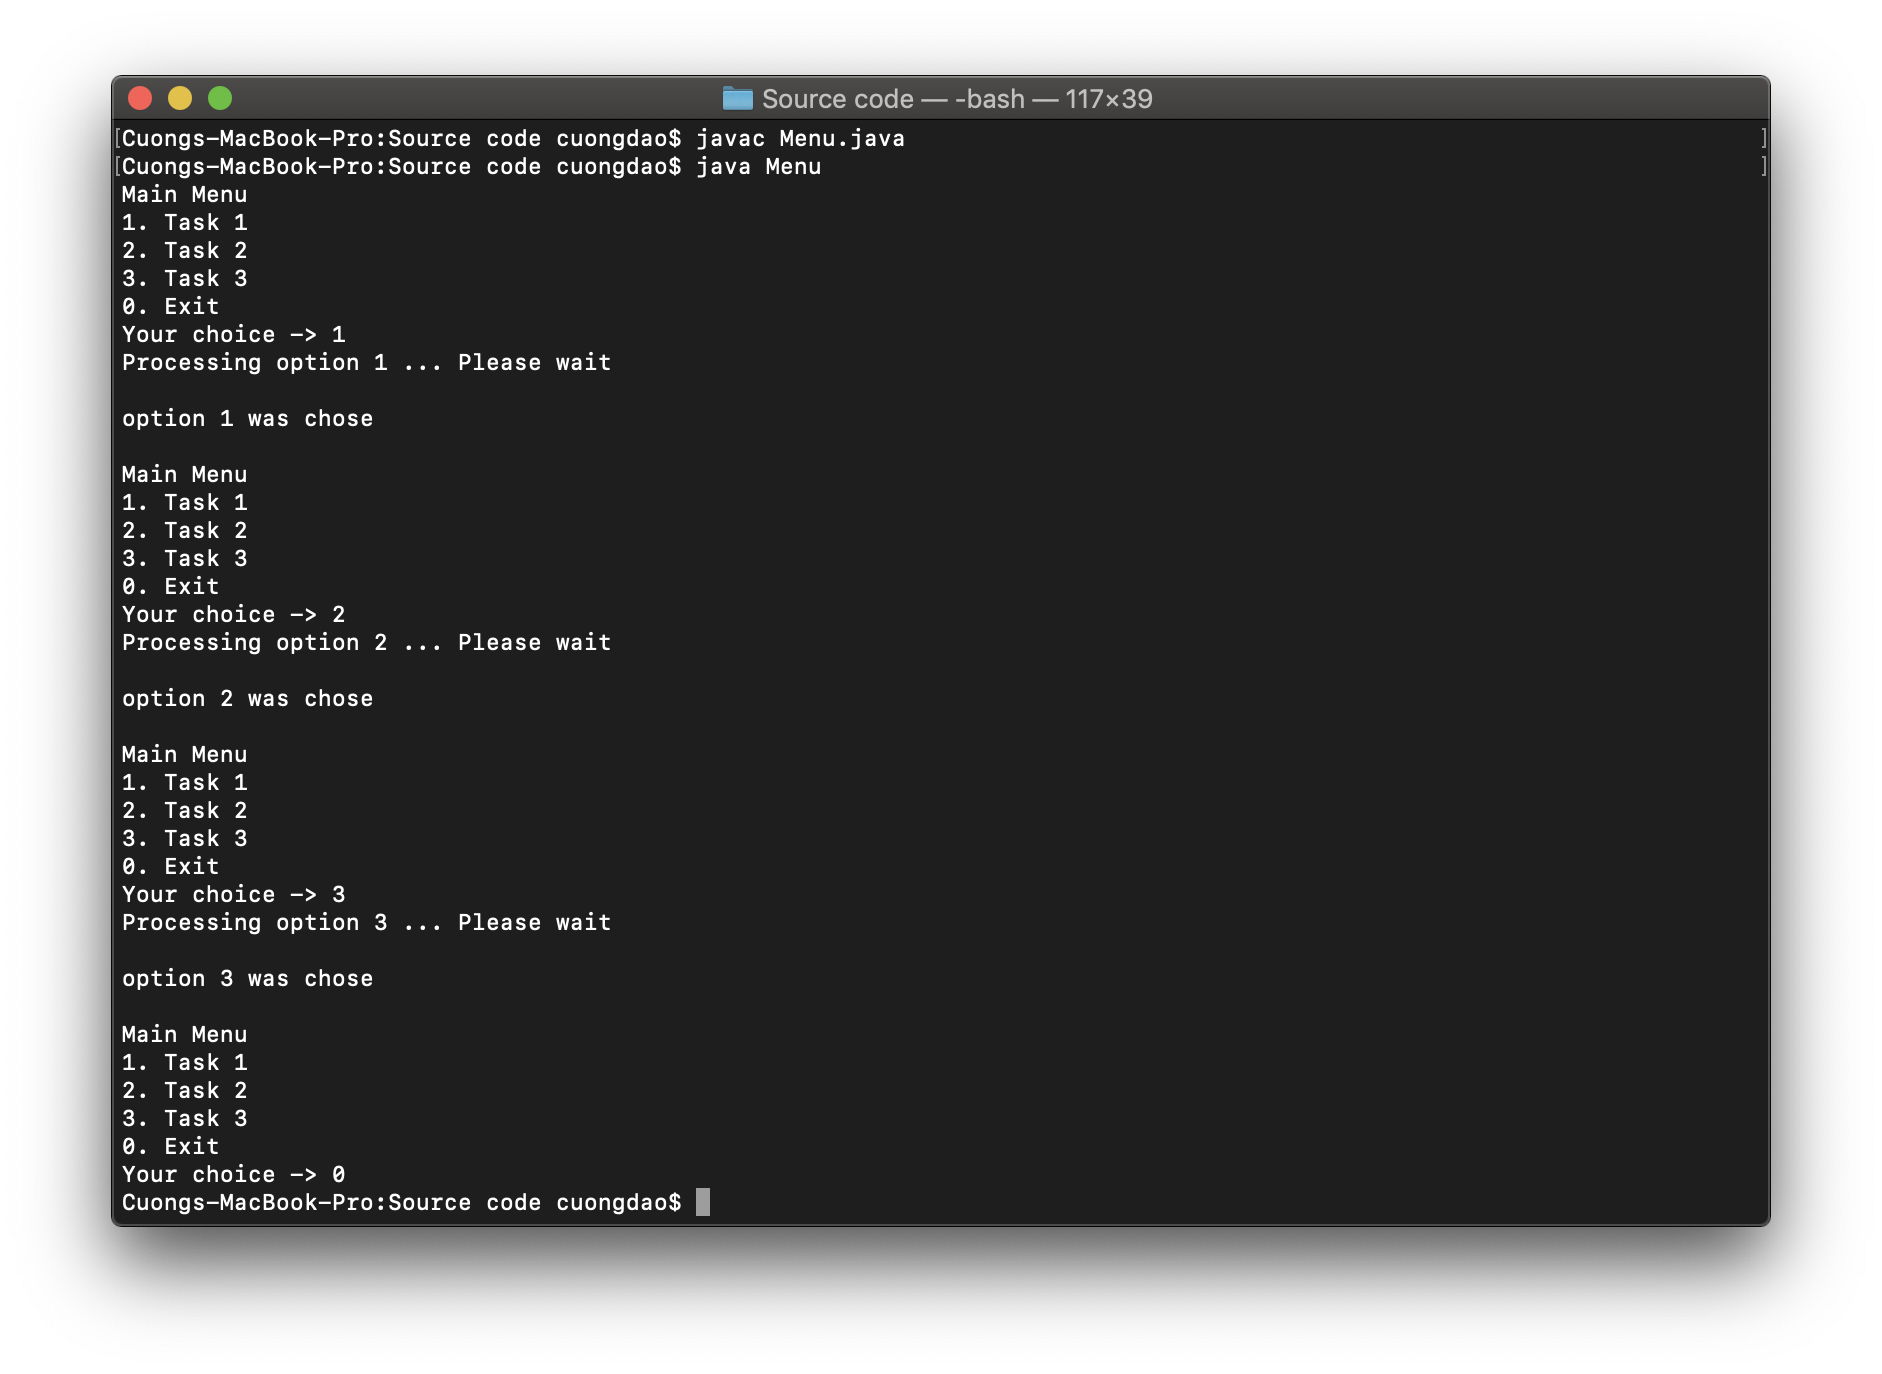 Source code — -bash — 117×39
[Cuongs-MacBook-Pro:Source code cuongdao$ javac Menu.java ]
[Cuongs-MacBook-Pro:Source code cuongdao$ java Menu ]
Main Menu
1. Task 1
2. Task 2
3. Task 3
0. Exit
Your choice -> 1
Processing option 1 ... Please wait
option 1 was chose
Main Menu
1. Task 1
2. Task 2
3. Task 3
0. Exit
Your choice -> 2
Processing option 2 ... Please wait
option 2 was chose
Main Menu
1. Task 1
2. Task 2
3. Task 3
0. Exit
Your choice -> 3
Processing option 3 ... Please wait
option 3 was chose
Main Menu
1. Task 1
2. Task 2
3. Task 3
0. Exit
Your choice -> 0
Cuongs-MacBook-Pro:Source code cuongdao$